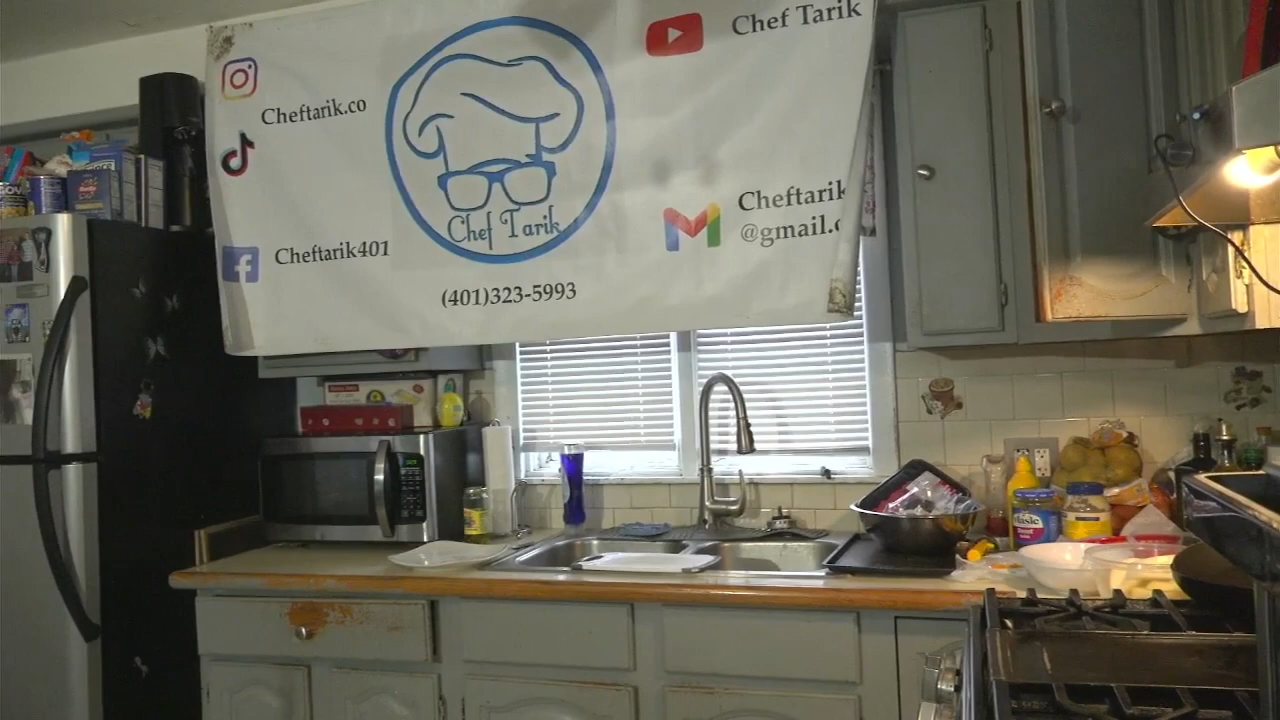 Chef Tarik
Cheftarik.co
Chef Tarik
Cheftarik
@gmail.c
Cheftarik401
(401)323-5993